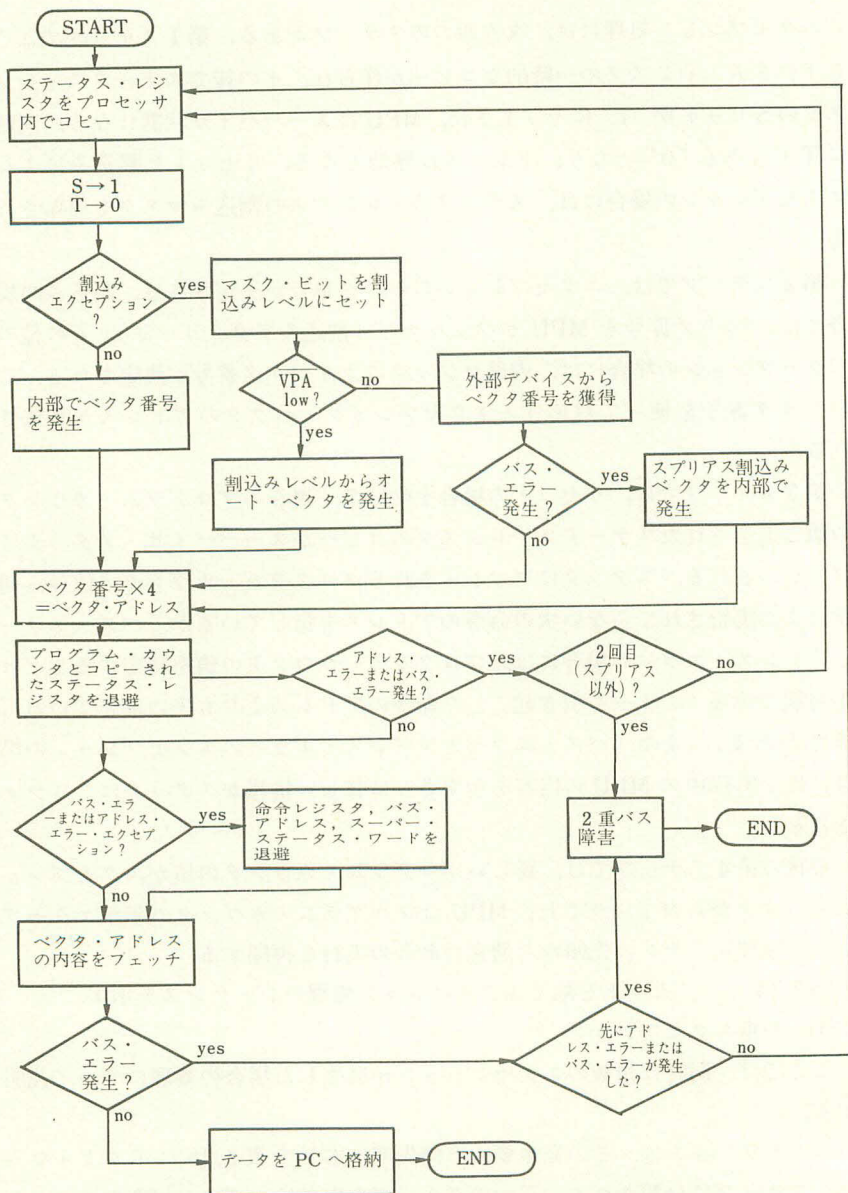 START
ステータス・レジ
スタをプロセッサ
内でコピー
S→1
T→0
割込み
エクセプション
?
yes
no
マスク・ビットを割
込みレベルにセット
内部でベクタ番号
を発生
VPA
low?
no
yes
外部デバイスから
ベクタ番号を獲得
割込みレベルからオ
ート・ベクタを発生
バス・
エラー
発生?
yes
no
スプリアス割込み
ベクタを内部で
発生
ベクタ番号×4
=ベクタ・アドレス
プログラム・カウ
ンタとコピーされ
たステータス・レ
ジスタを退避
アドレス・
エラーまたはバス・
エラー発生?
yes
no
2回目
(スプリアス
以外)?
no
yes
バス・エラ
ーまたはアドレス・
エラー・エクセプ
ション?
yes
no
命令レジスタ,バス・
アドレス,スーパー・
ステータス・ワードを
退避
2重バス
障害
END
ベクタ・アドレス
の内容をフェッチ
バス・
エラー
発生?
yes
no
先にアド
レス・エラーまたは
バス・エラーが発生
した?
yes
no
データをPCへ格納
END